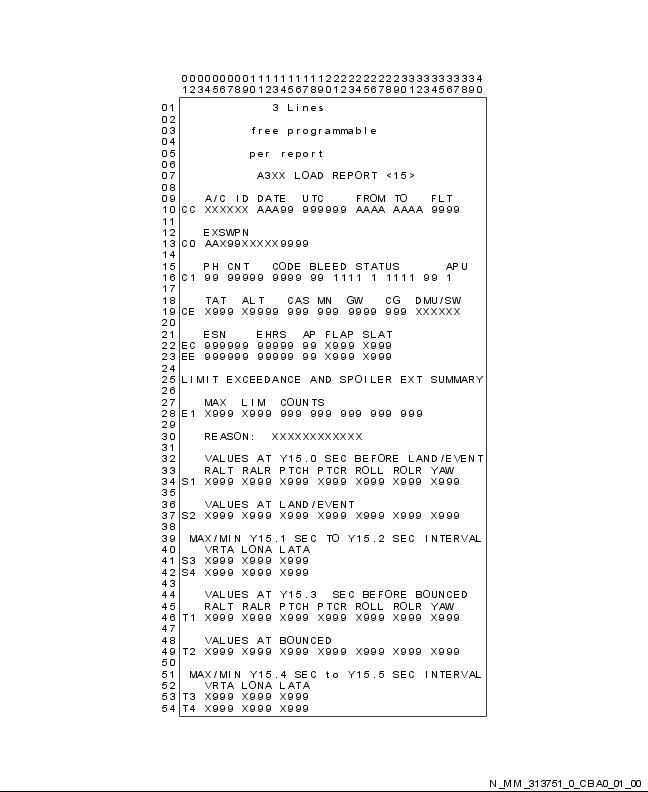 0000000001111111111222222222233333333334
1234567890123456789012345678901234567890
01 3 Lines
02
03 free programmable
04
05 per report
06
07 A3XX LOAD REPORT <15>
08
09 A/C ID DATE UTC FROM TO FLT
10 CC XXXXXX AAA99 999999 AAAA AAAA 9999
11
12 EXSWPN
13 C0 AAX99XXXXX9999
14
15 PH CNT CODE BLEED STATUS APU
16 C1 99 99999 9999 99 1111 1 1111 99 1
17
18 TAT ALT CAS MN GW CG DMU/SW
19 CE X999 X9999 999 999 9999 999 XXXXXX
20
21 ESN EHRS AP FLAP SLAT
22 EC 999999 99999 99 X999 X999
23 EE 999999 99999 99 X999 X999
24
25 LIMIT EXCEEDANCE AND SPOILER EXT SUMMARY
26
27 MAX LIM COUNTS
28 E1 X999 X999 999 999 999 999 999
29
30 REASON: XXXXXXXXXXXX
31
32 VALUES AT Y15.0 SEC BEFORE LAND/EVENT
33 RALT RALR PTCH PTCR ROLL ROLR YAW
34 S1 X999 X999 X999 X999 X999 X999 X999
35
36 VALUES AT LAND/EVENT
37 S2 X999 X999 X999 X999 X999 X999 X999
38
39 MAX/MIN Y15.1 SEC TO Y15.2 SEC INTERVAL
40 VRTA LONA LATA
41 S3 X999 X999 X999
42 S4 X999 X999 X999
43
44 VALUES AT Y15.3 SEC BEFORE BOUNCED
45 RALT RALR PTCH PTCR ROLL ROLR YAW
46 T1 X999 X999 X999 X999 X999 X999 X999
47
48 VALUES AT BOUNCED
49 T2 X999 X999 X999 X999 X999 X999 X999
50
51 MAX/MIN Y15.4 SEC to Y15.5 SEC INTERVAL
52 VRTA LONA LATA
53 T3 X999 X999 X999
54 T4 X999 X999 X999
N_MM_313751_0_CBA0_01_00